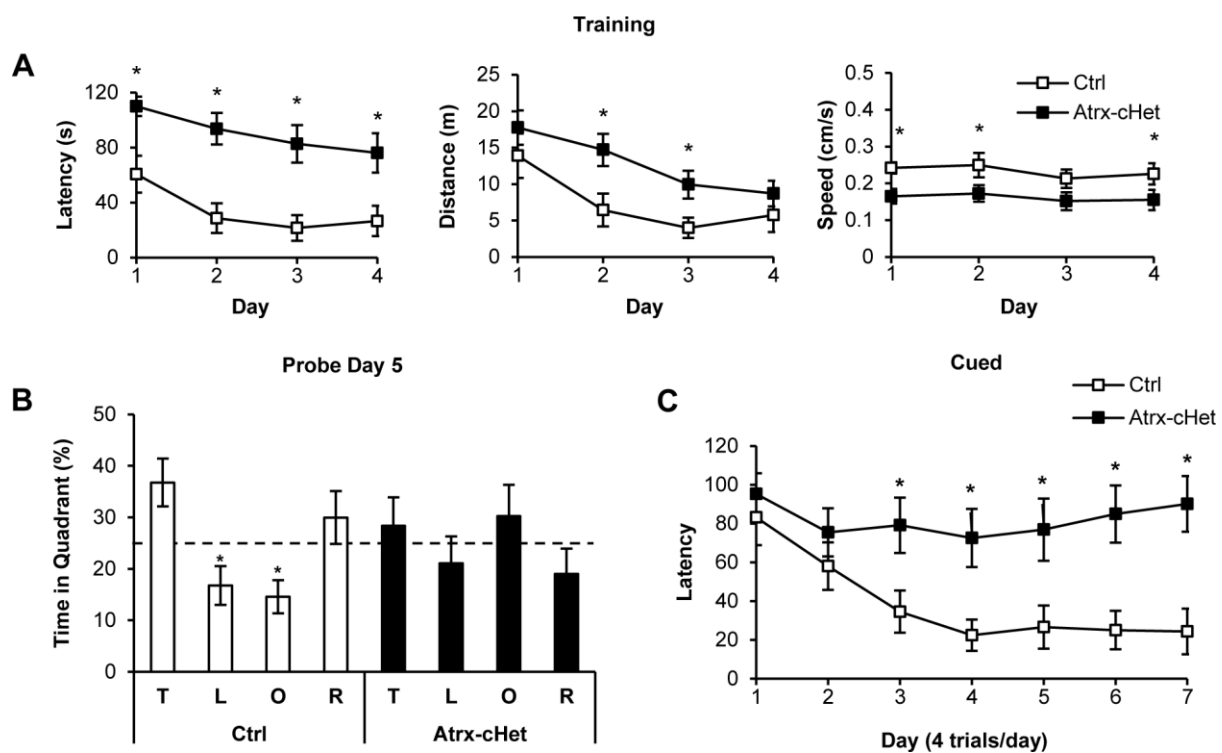 Training
A
Latency (s)
120
80
40
0
*
*
*
*
1 2 3 4
Day
Distance (m)
25
20
15
10
5
0
*
*
1 2 3 4
Day
Speed (cm/s)
0.5
0.4
0.3
0.2
0.1
0
Ctrl
Atrx-cHet
*
*
*
1 2 3 4
Day
Probe Day 5
B
Time in Quadrant (%)
50
40
30
20
10
0
*
*
T L O R T L O R
Ctrl Atrx-cHet
Cued
C
Ctrl
Atrx-cHet
Latency
120
100
80
60
40
20
0
*
*
*
*
*
1 2 3 4 5 6 7
Day (4 trials/day)